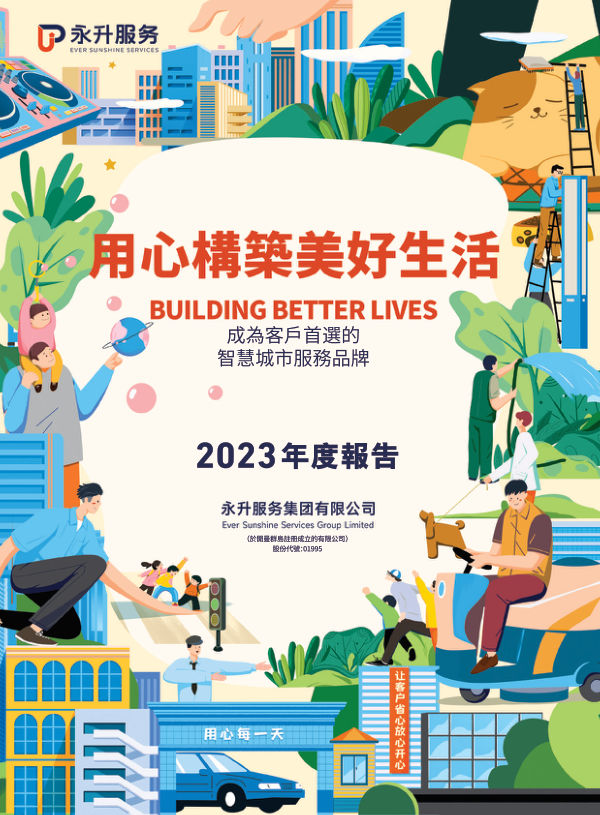 永升服务
EVER SUNSHINE SERVICES
用心構築美好生活
BUILDING BETTER LIVES
成為客戶首選的
智慧城市服務品牌
2023年度報告
永升服务集团有限公司
Ever Sunshine Services Group Limited
(於開曼群島註冊成立的有限公司)
股份代號:01995
让客户省心放心开心
用心每一天